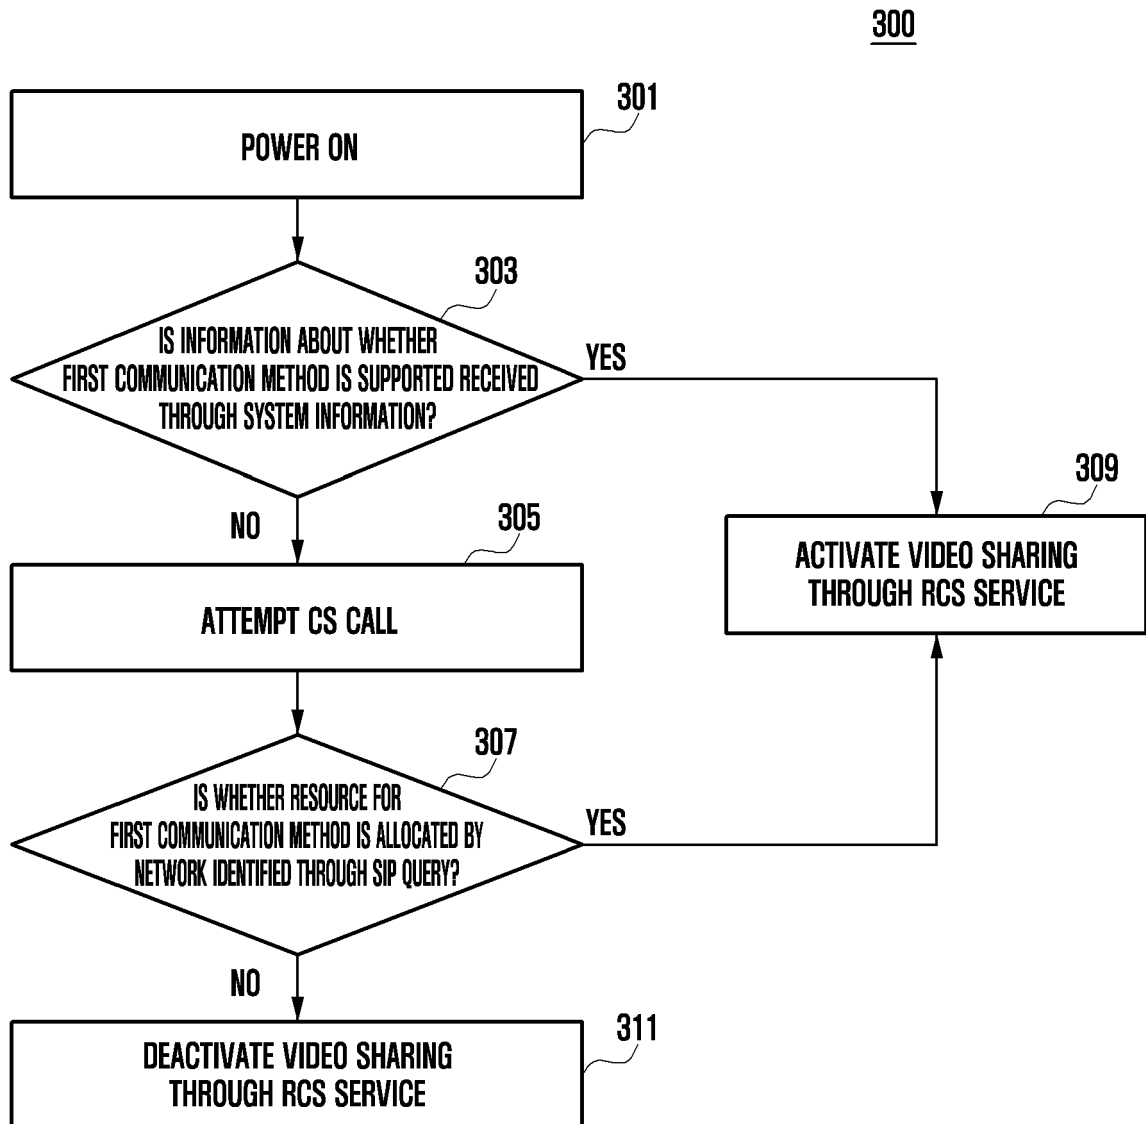 300
301
POWER ON
303
IS INFORMATION ABOUT WHETHER
FIRST COMMUNICATION METHOD IS SUPPORTED RECEIVED
THROUGH SYSTEM INFORMATION?
YES
NO
305
309
ATTEMPT CS CALL
ACTIVATE VIDEO SHARING
THROUGH RCS SERVICE
307
IS WHETHER RESOURCE FOR
FIRST COMMUNICATION METHOD IS ALLOCATED BY
NETWORK IDENTIFIED THROUGH SIP QUERY?
YES
NO
311
DEACTIVATE VIDEO SHARING
THROUGH RCS SERVICE